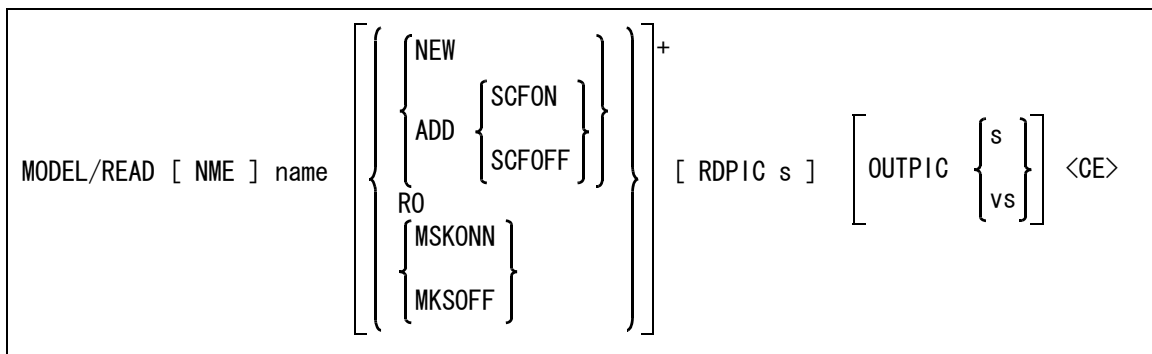 NEW
+
SCFON
ADD
SCFOFF
s
MODEL/READ [ NME ] name
[ RDPIC s ]
OUTPIC
<CE>
vs
RO
MSKONN
MKSOFF